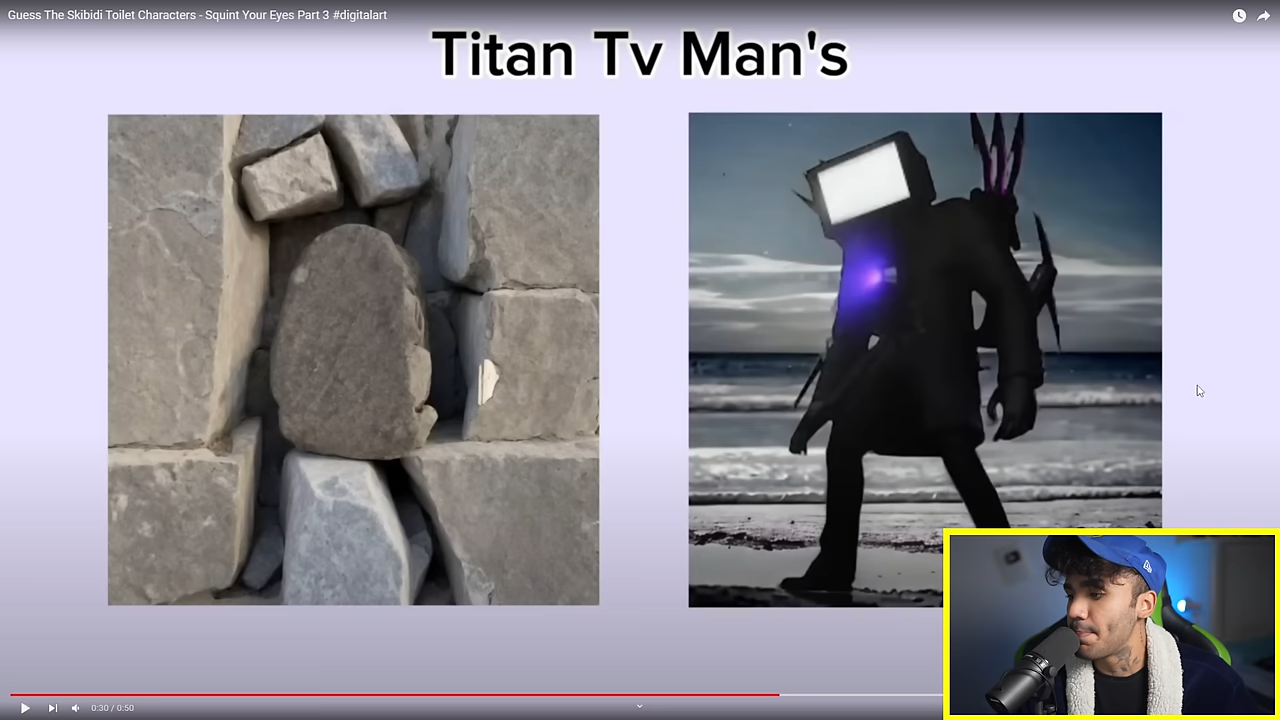 Guess The Skibidi Toilet Characters - Squint Your Eyes Part 3 #digitalart
Titan Tv Man's
0:30 / 0:50